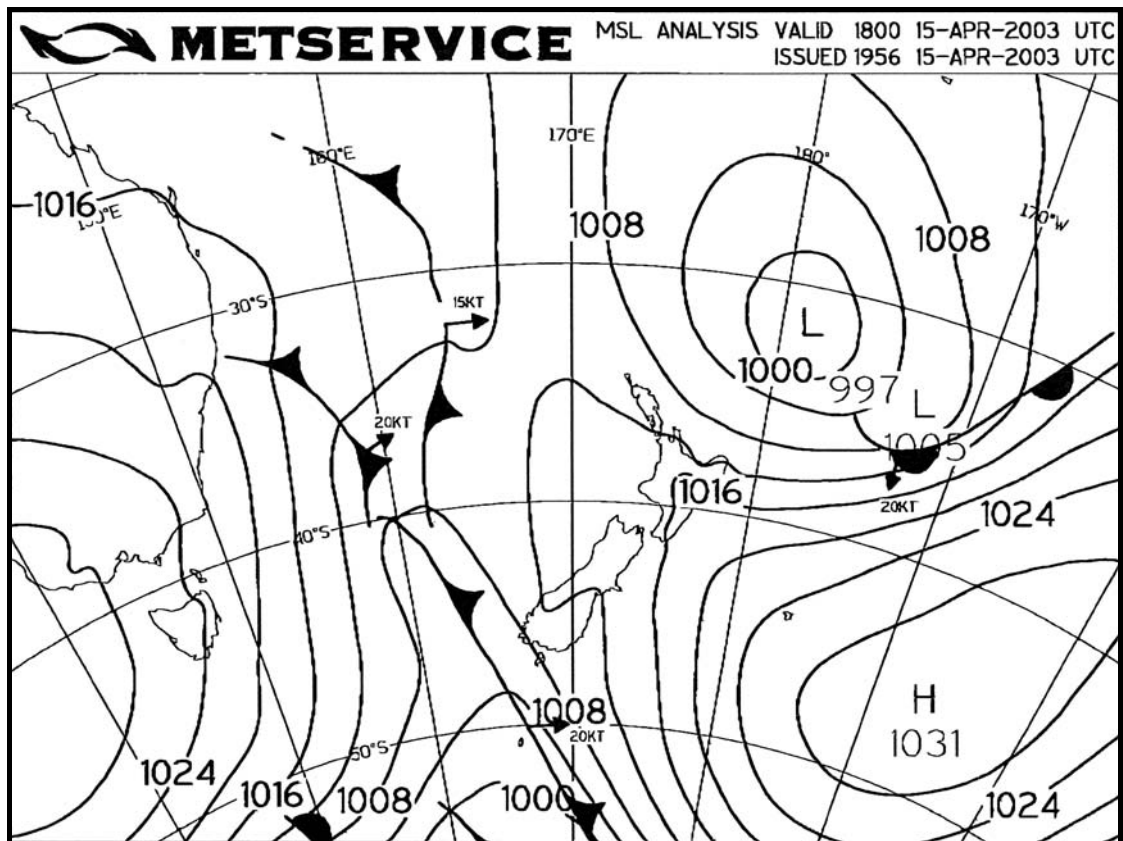 METSERVICE
MSL ANALYSIS VALID 1800 15-APR-2003 UTC
ISSUED 1956 15-APR-2003 UTC
170°E
160°E
180°
1016
170°W
1008
1008
30°S
15KT
L
1000
997
L
20KT
1005
1016
20KT
1024
40°S
H
1008
20KT
1031
50°S
1024
1016
1008
1000
1024